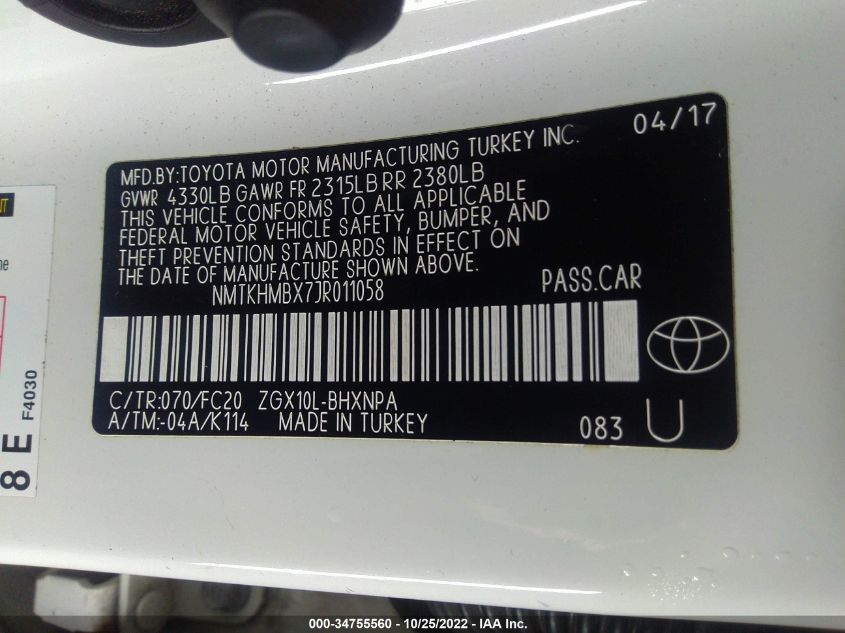 04/17
MFD.BY:TOYOTA MOTOR MANUFACTURING TURKEY INC.
GVWR 4330LB GAWR FR 2315LB RR 2380LB
THIS VEHICLE CONFORMS TO ALL APPLICABLE
FEDERAL MOTOR VEHICLE SAFETY, BUMPER, AND
THEFT PREVENTION STANDARDS IN EFFECT ON
THE DATE OF MANUFACTURE SHOWN ABOVE.
NMTKHMBX7JR011058 PASS.CAR
C/TR:070/FC20 ZGX10L-BHXNPA
A/TM:-04A/K114 MADE IN TURKEY 083 U
8 E F4030
000-34755560 - 10/25/2022 - IAA Inc.